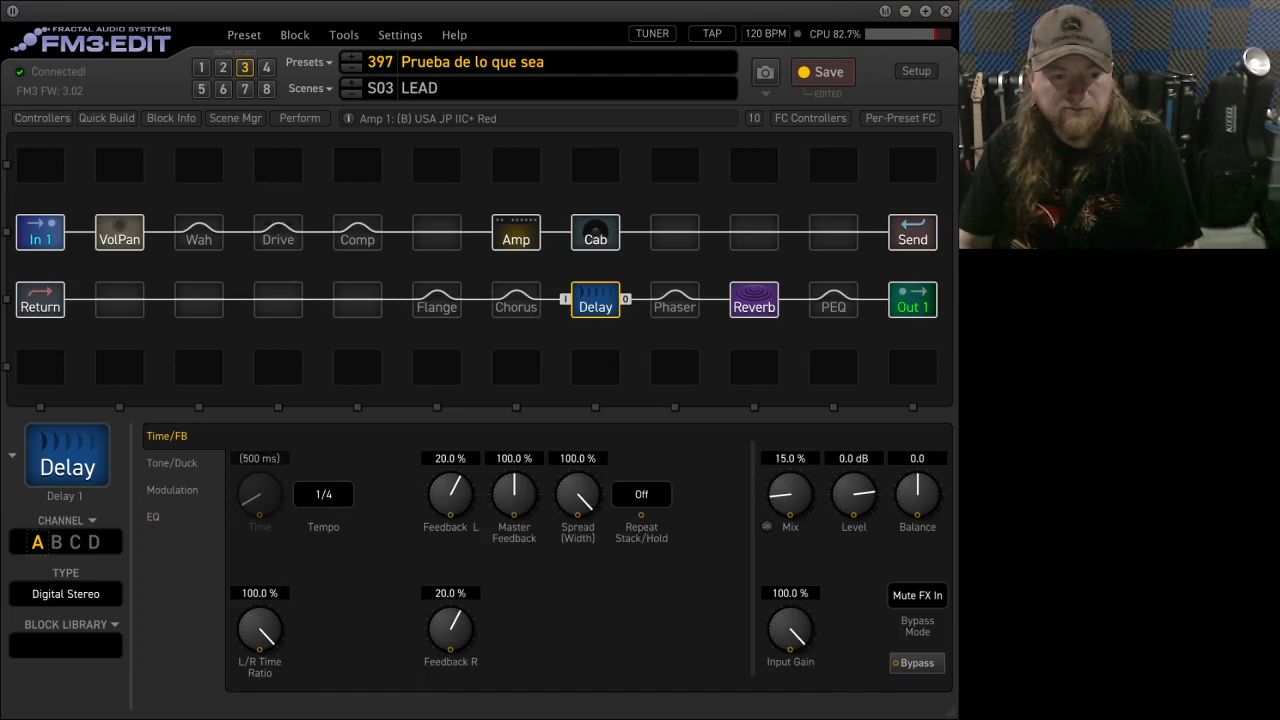 FRACTAL AUDIO SYSTEMS
FM3-EDIT
Preset Block Tools Settings Help
TUNER TAP 120 BPM CPU 82.7%
SCENE SELECT
1 2 3 4
5 6 7 8
Presets 397 Prueba de lo que sea
Scenes S03 LEAD
Save
EDITED
Setup
Connected!
FM3 FW: 3.02
Controllers Quick Build Block Info Scene Mgr Perform Amp 1: (B) USA JP IIC+ Red 10 FC Controllers Per-Preset FC
In 1 VolPan Wah Drive Comp Amp Cab Send
Return Flange Chorus I Delay O Phaser Reverb PEQ Out 1
Delay
Delay 1
CHANNEL
A B C D
TYPE
Digital Stereo
BLOCK LIBRARY
Time/FB
Tone/Duck
Modulation
EQ
(500 ms) 20.0 % 100.0 % 100.0 % 15.0 % 0.0 dB 0.0
1/4 Off
Time Tempo Feedback L Master Feedback Spread (Width) Repeat Stack/Hold Mix Level Balance
100.0 % 20.0 % 100.0 % Mute FX In
Bypass Mode
L/R Time Ratio Feedback R Input Gain Bypass